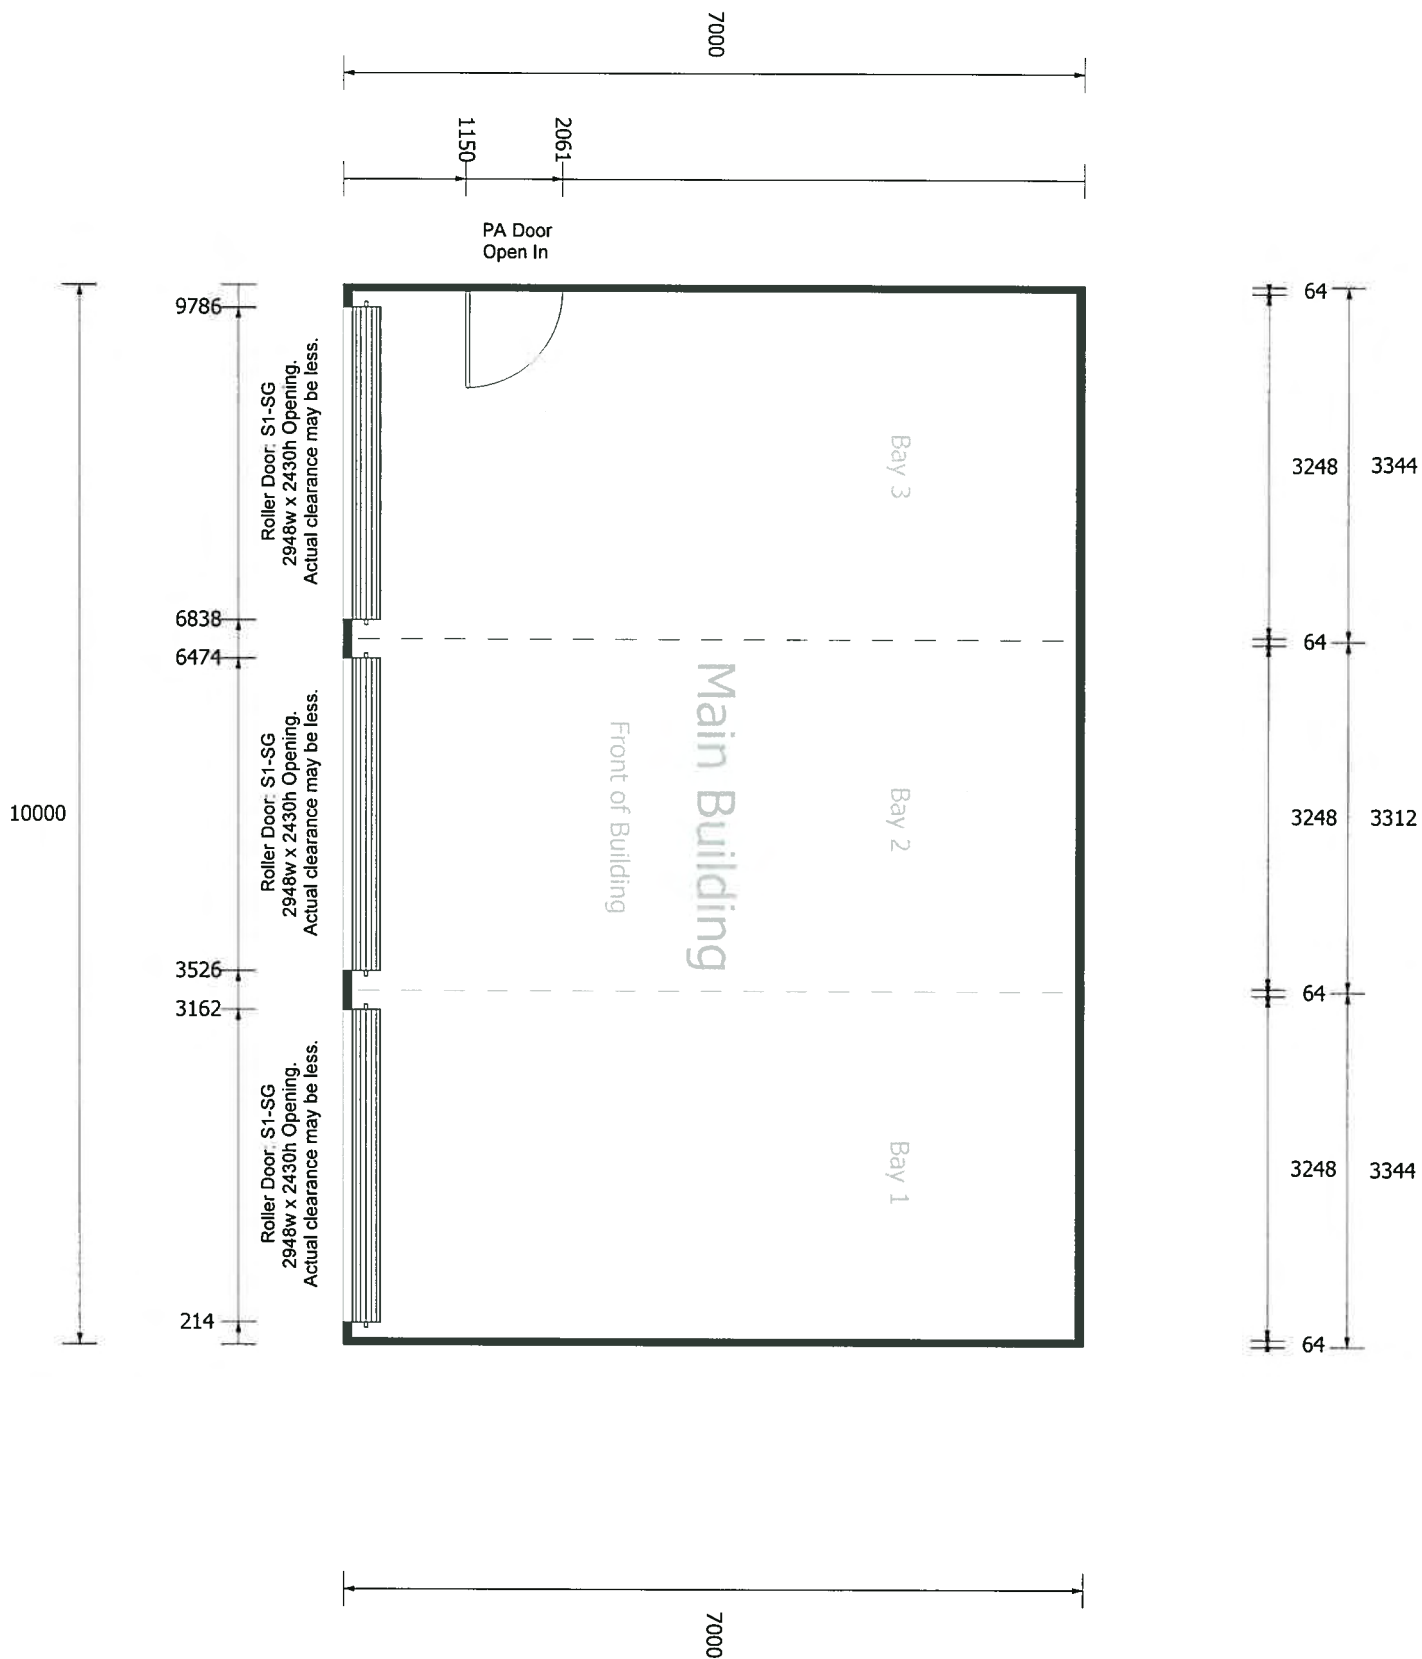 7000
1150
2061
PA Door
Open In
9786
64
Roller Door: S1-SG
2948w x 2430h Opening.
Actual clearance may be less.
Bay 3
3248
3344
6838
64
6474
Main Building
Front of Building
10000
Roller Door: S1-SG
2948w x 2430h Opening.
Actual clearance may be less.
Bay 2
3248
3312
3526
64
3162
Roller Door: S1-SG
2948w x 2430h Opening.
Actual clearance may be less.
Bay 1
3248
3344
214
64
7000